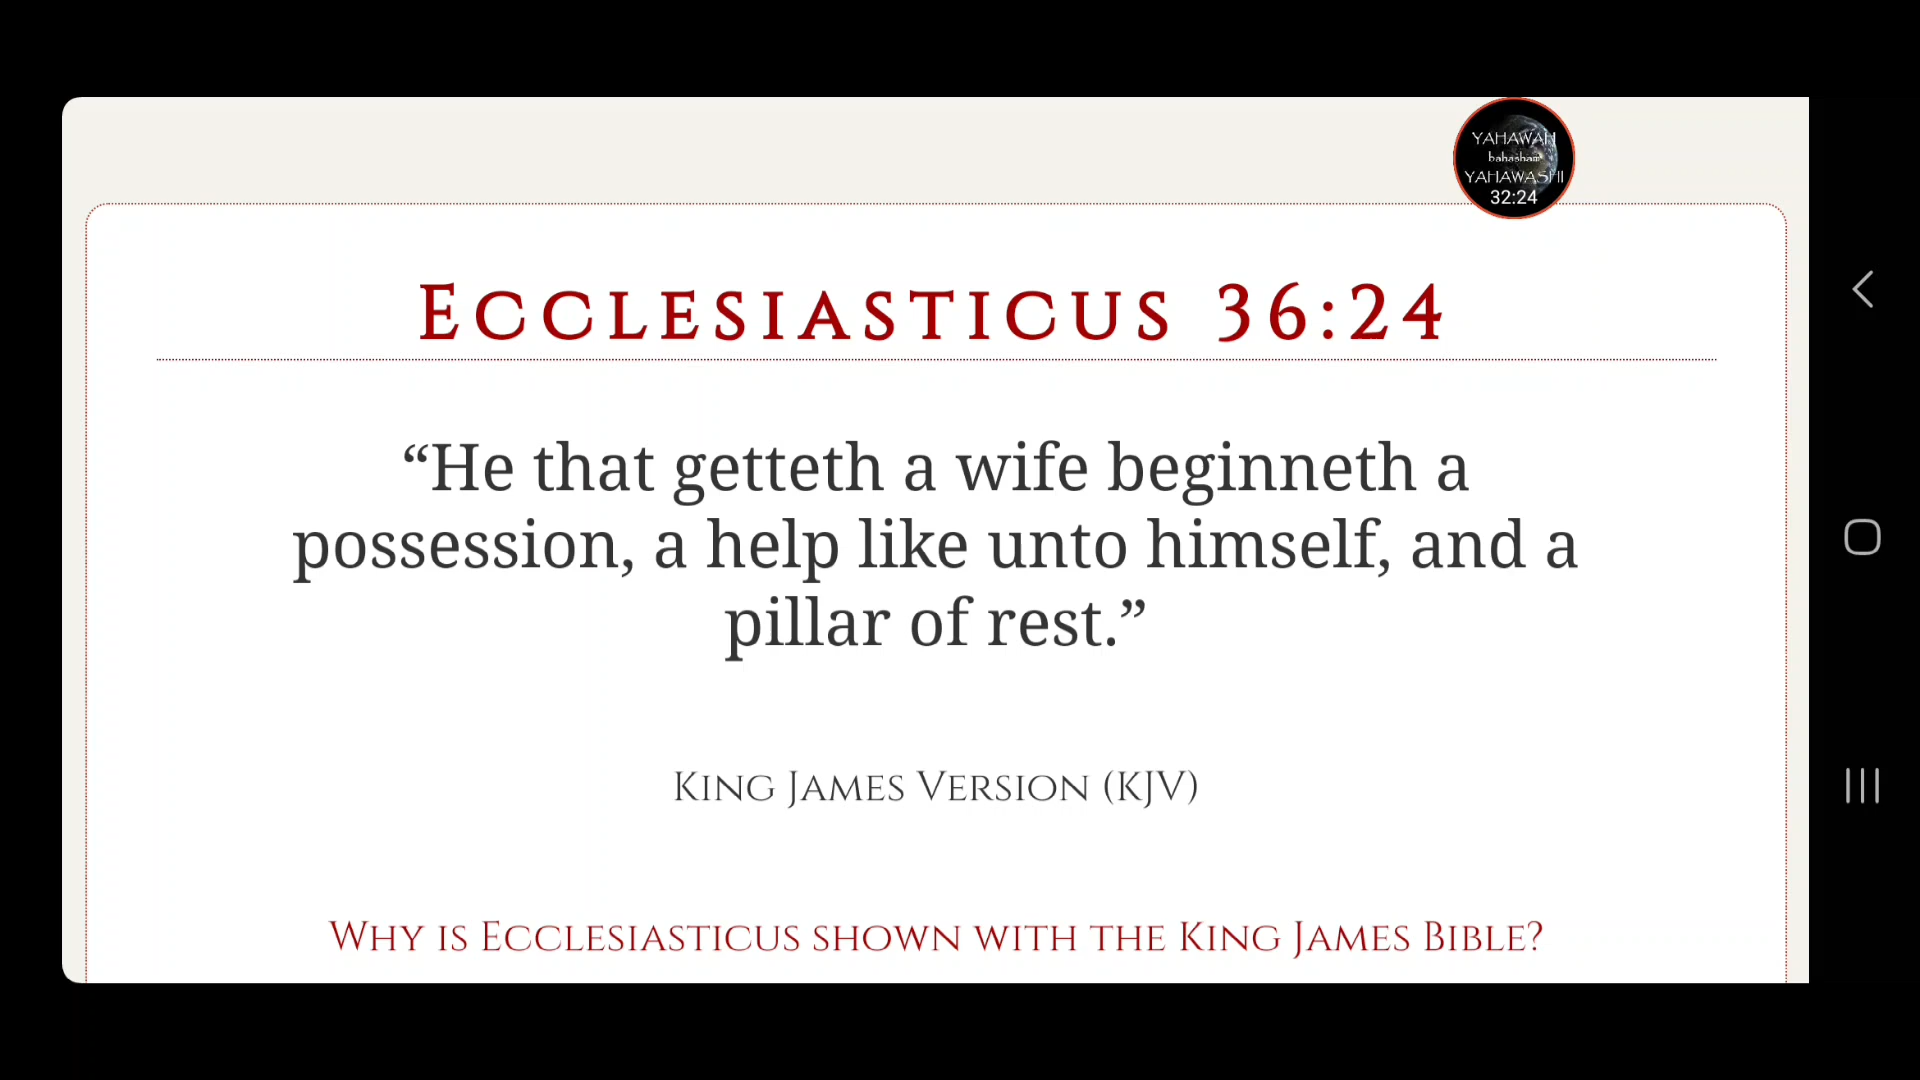 YAHAWAH
bahasham
YAHAWASHI
32:24
Ecclesiasticus 36:24
“He that getteth a wife beginneth a
possession, a help like unto himself, and a
pillar of rest.”
King James Version (KJV)
Why is Ecclesiasticus shown with the King James Bible?